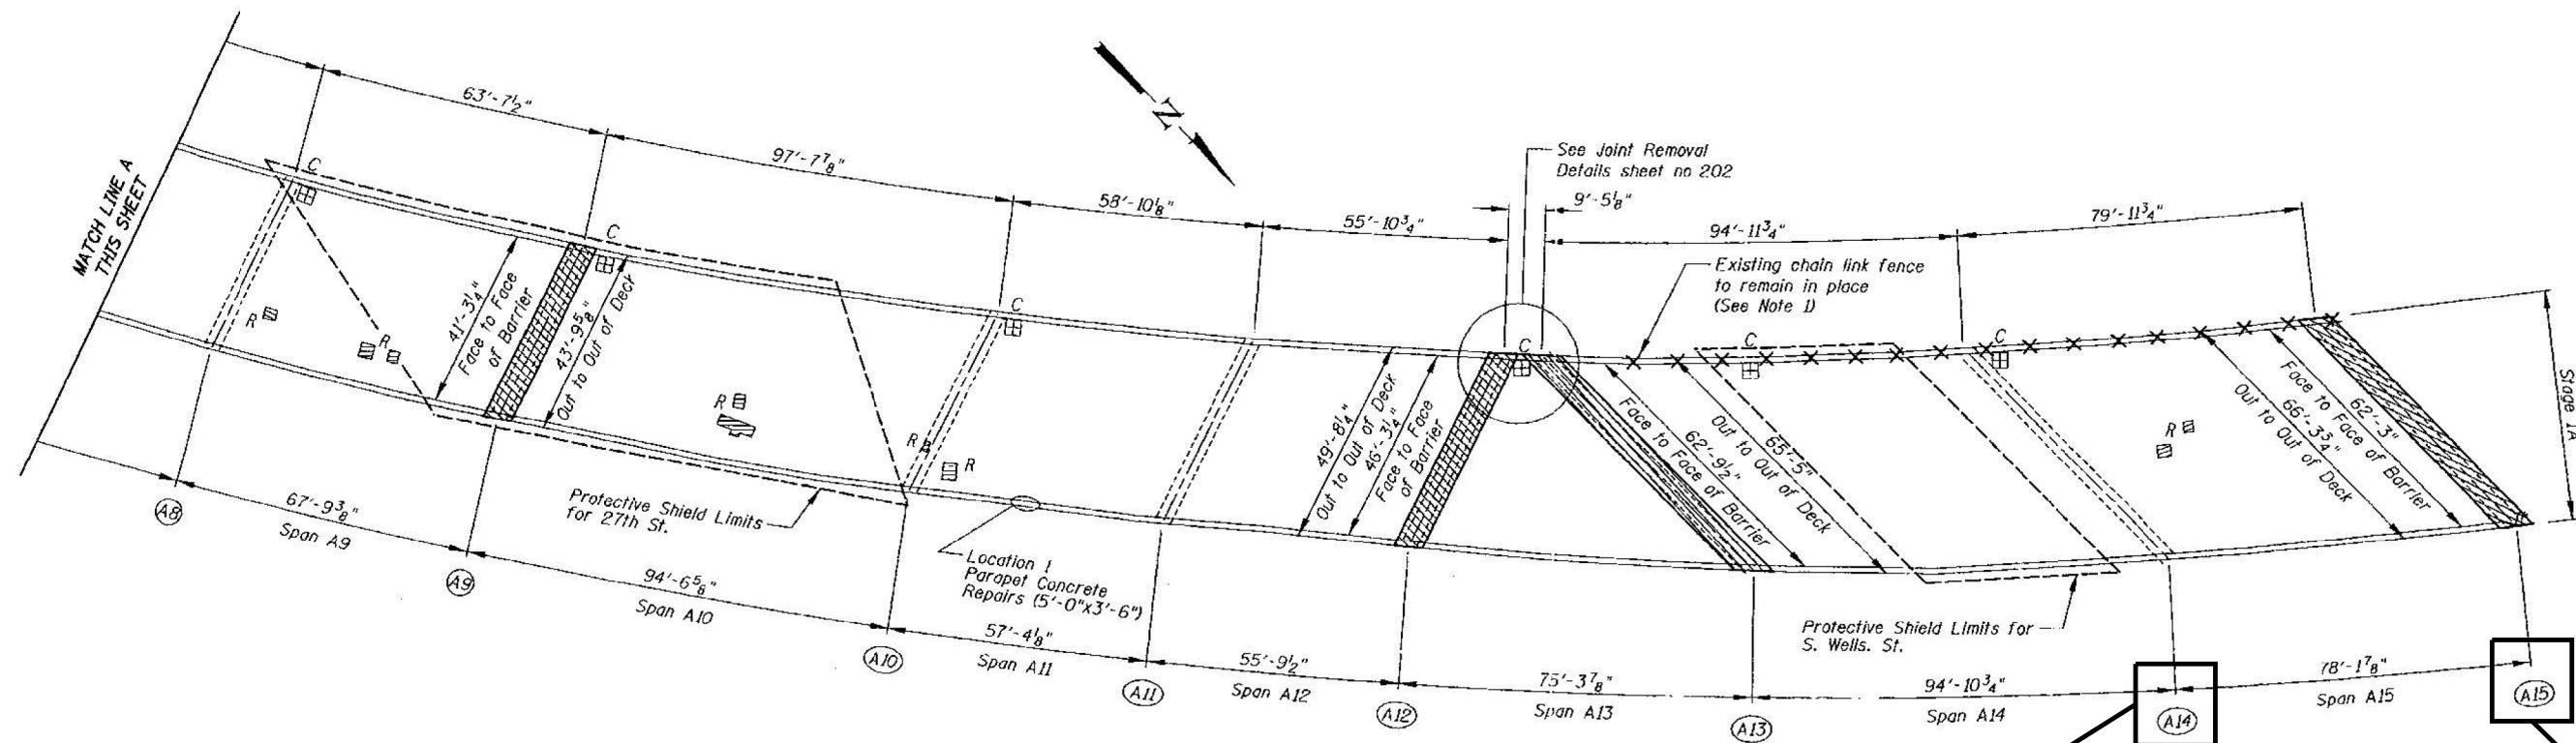 MATCH LINE A
THIS SHEET
63'-7½"
97'-7⅞"
58'-10⅛"
55'-10¾"
9'-5⅛"
94'-11¾"
79'-11¾"
N
See Joint Removal
Details sheet no 202
Existing chain link fence
to remain in place
(See Note 1)
C
C
C
C
C
C
R
R
R
R
R
R
41'-3¼"
Face to Face
of Barrier
43'-9⅝"
Out to Out of Deck
49'-8¼"
Out to Out of Deck
46'-3¼"
Face to Face
of Barrier
62'-9½"
Face to Face of Barrier
65'-5"
Out to Out of Deck
66'-3¾"
Out to Out of Deck
62'-3"
Face to Face of Barrier
Stage 1A
Protective Shield Limits
for 27th St.
Location 1
Parapet Concrete
Repairs (5'-0"x3'-6")
Protective Shield Limits for
S. Wells. St.
67'-9⅜"
Span A9
94'-6⅝"
Span A10
57'-4⅛"
Span A11
55'-9½"
Span A12
75'-3⅞"
Span A13
94'-10¾"
Span A14
78'-1⅞"
Span A15
A8
A9
A10
A11
A12
A13
A14
A15